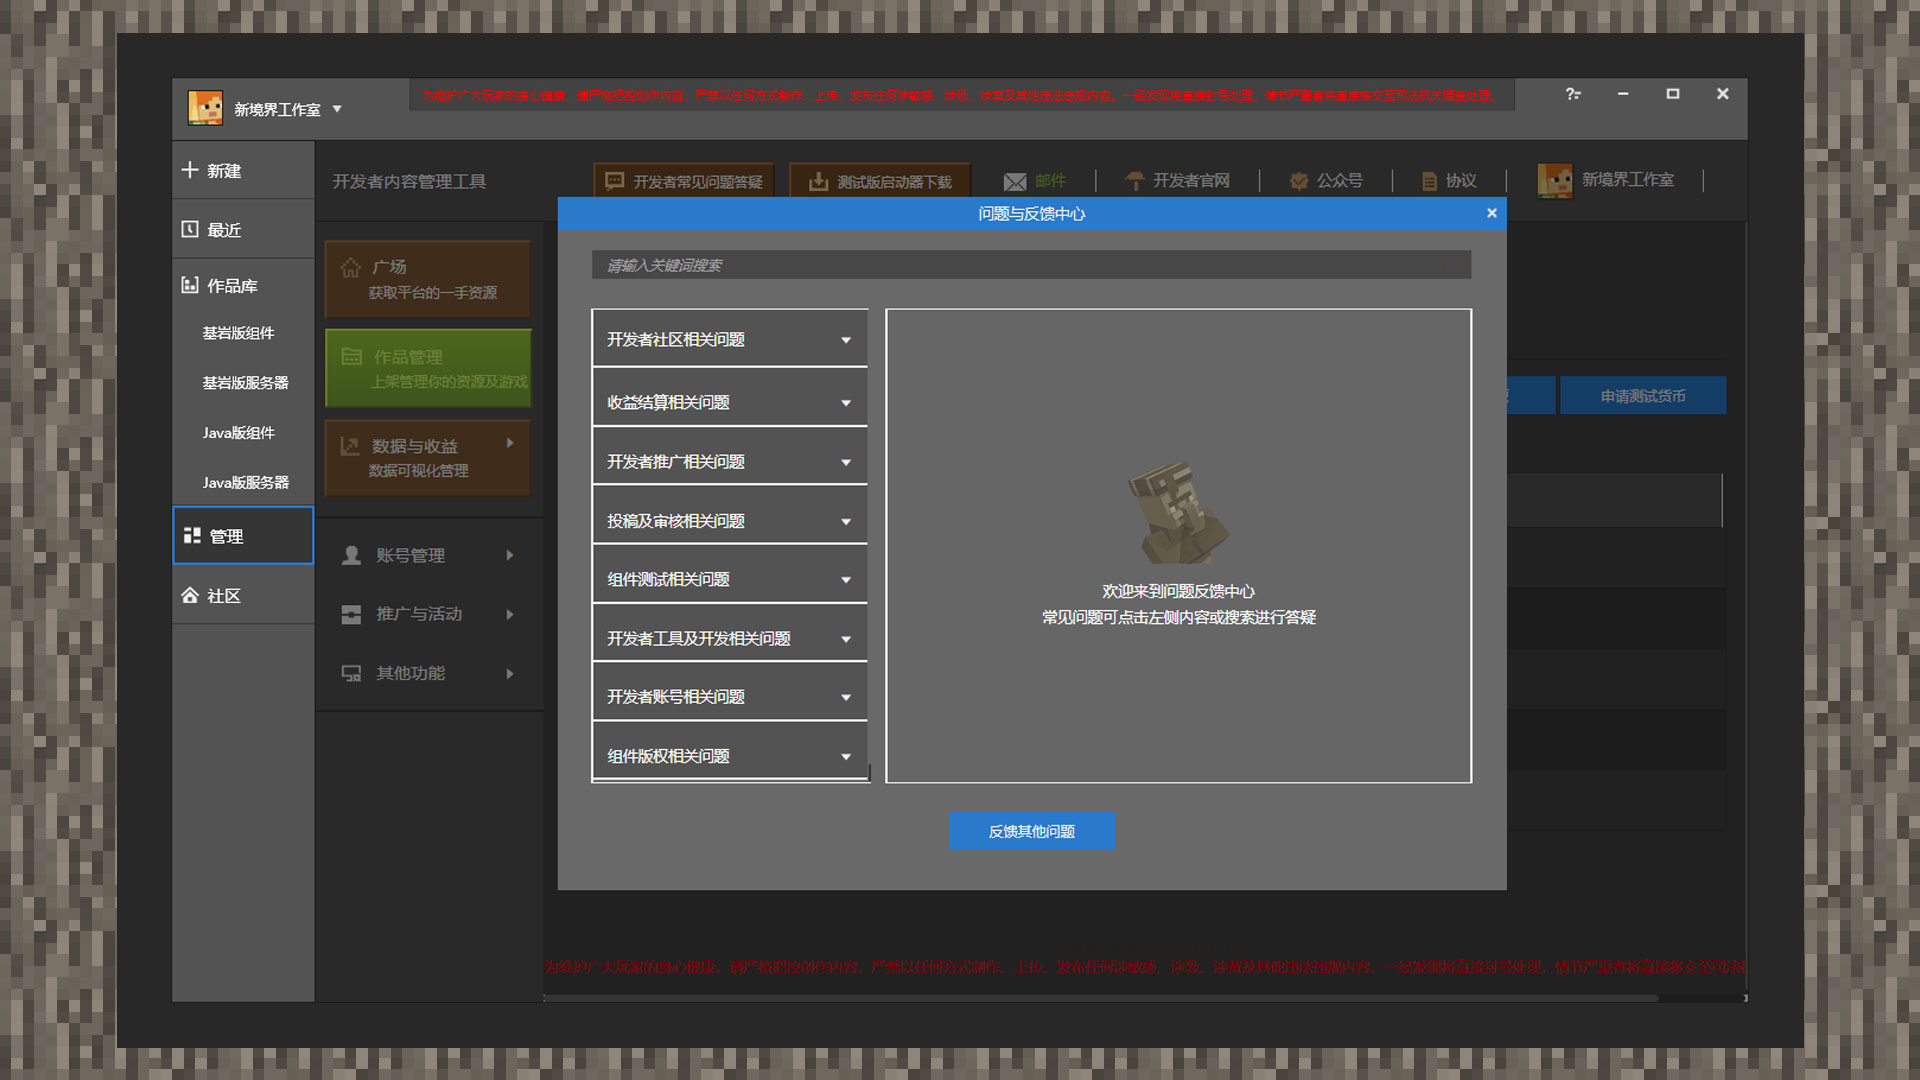 新境界工作室
为维护广大玩家的身心健康，请严格把控创作内容，严禁以任何方式制作、上传、发布任何涉敏感、涉恐、涉黄及其他违法违规内容。一经发现将直接封号处理，情节严重者将直接移交至司法机关调查处理。
新建
最近
作品库
基岩版组件
基岩版服务器
Java版组件
Java版服务器
管理
社区
开发者内容管理工具
开发者常见问题答疑
测试版启动器下载
邮件
开发者官网
公众号
协议
新境界工作室
广场
获取平台的一手资源
作品管理
上架管理你的资源及游戏
数据与收益
数据可视化管理
账号管理
推广与活动
其他功能
申请测试货币
问题与反馈中心
请输入关键词搜索
开发者社区相关问题
收益结算相关问题
开发者推广相关问题
投稿及审核相关问题
组件测试相关问题
开发者工具及开发相关问题
开发者账号相关问题
组件版权相关问题
欢迎来到问题反馈中心
常见问题可点击左侧内容或搜索进行答疑
反馈其他问题
为维护广大玩家的身心健康，请严格把控创作内容，严禁以任何方式制作、上传、发布任何涉敏感、涉恐、涉黄及其他违法违规内容。一经发现将直接封号处理，情节严重者将直接移交至司法